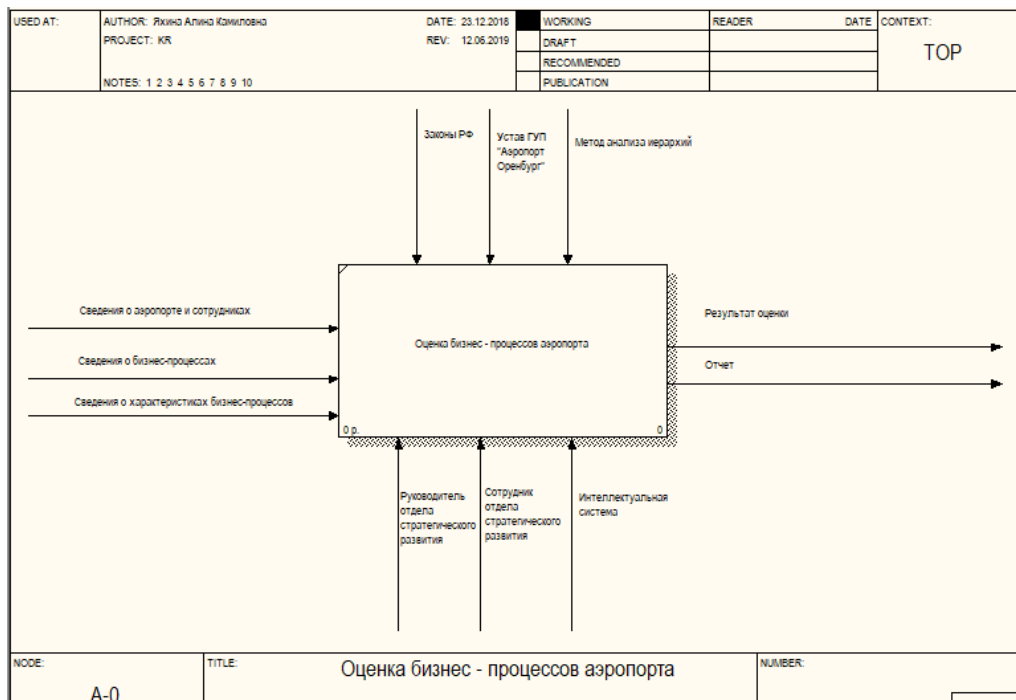 USED AT:
AUTHOR: Яхина Алина Камиловна
DATE: 23.12.2018
WORKING
READER
DATE
CONTEXT:
PROJECT: KR
REV: 12.06.2019
DRAFT
TOP
RECOMMENDED
NOTES: 1 2 3 4 5 6 7 8 9 10
PUBLICATION
Законы РФ
Устав ГУП
"Аэропорт
Оренбург"
Метод анализа иерархий
Сведения о аэропорте и сотрудниках
Сведения о бизнес-процессах
Сведения о характеристиках бизнес-процессов
Оценка бизнес - процессов аэропорта
0 р.
0
Результат оценки
Отчет
Руководитель
отдела
стратегического
развития
Сотрудник
отдела
стратегического
развития
Интеллектуальная
система
NODE:
TITLE:
Оценка бизнес - процессов аэропорта
NUMBER:
A-0